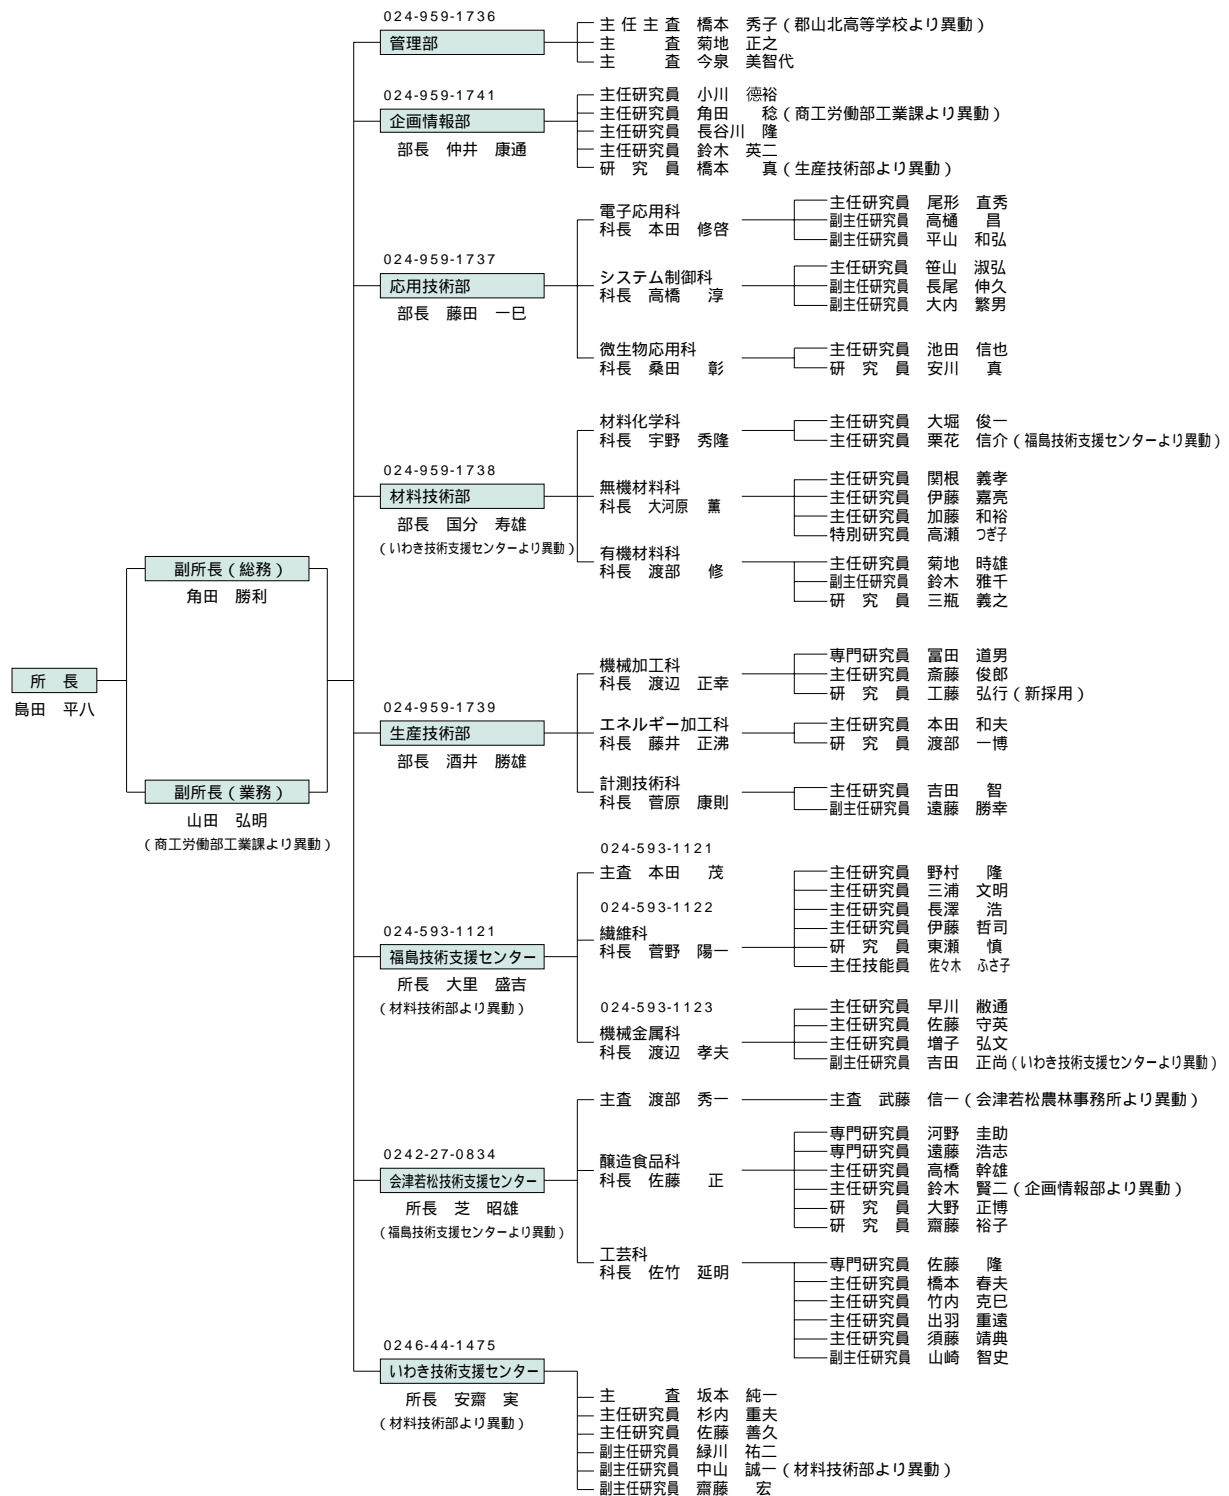 所　長
島田　平八
副所長（総務）
角田　勝利
副所長（業務）
山田　弘明
（商工労働部工業課より異動）
024-959-1736
管理部
主 任 主 査　橋本　秀子（郡山北高等学校より異動）
主　　　査　菊地　正之
主　　　査　今泉　美智代
024-959-1741
企画情報部
部長　仲井　康通
主任研究員　小川　德裕
主任研究員　角田　　稔（商工労働部工業課より異動）
主任研究員　長谷川　隆
主任研究員　鈴木　英二
研　究　員　橋本　　真（生産技術部より異動）
024-959-1737
応用技術部
部長　藤田　一巳
電子応用科
科長　本田　修啓
主任研究員　尾形　直秀
副主任研究員　高樋　　昌
副主任研究員　平山　和弘
システム制御科
科長　高橋　　淳
主任研究員　笹山　淑弘
副主任研究員　長尾　伸久
副主任研究員　大内　繁男
微生物応用科
科長　桑田　　彰
主任研究員　池田　信也
研　究　員　安川　　真
024-959-1738
材料技術部
部長　国分　寿雄
（いわき技術支援センターより異動）
材料化学科
科長　宇野　秀隆
主任研究員　大堀　俊一
主任研究員　栗花　信介（福島技術支援センターより異動）
無機材料科
科長　大河原　薫
主任研究員　関根　義孝
主任研究員　伊藤　嘉亮
主任研究員　加藤　和裕
特別研究員　高瀬　つぎ子
有機材料科
科長　渡部　　修
主任研究員　菊地　時雄
副主任研究員　鈴木　雅千
研　究　員　三瓶　義之
024-959-1739
生産技術部
部長　酒井　勝雄
機械加工科
科長　渡辺　正幸
専門研究員　冨田　道男
主任研究員　斎藤　俊郎
研　究　員　工藤　弘行（新採用）
エネルギー加工科
科長　藤井　正沸
主任研究員　本田　和夫
研　究　員　渡部　一博
計測技術科
科長　菅原　康則
主任研究員　吉田　　智
副主任研究員　遠藤　勝幸
024-593-1121
福島技術支援センター
所長　大里　盛吉
（材料技術部より異動）
024-593-1121
主査　本田　　茂
024-593-1122
繊維科
科長　菅野　陽一
主任研究員　野村　　隆
主任研究員　三浦　文明
主任研究員　長澤　　浩
主任研究員　伊藤　哲司
研　究　員　東瀬　　慎
主任技能員　佐々木　ふさ子
024-593-1123
機械金属科
科長　渡辺　孝夫
主任研究員　早川　敝通
主任研究員　佐藤　守英
主任研究員　増子　弘文
副主任研究員　吉田　正尚（いわき技術支援センターより異動）
0242-27-0834
会津若松技術支援センター
所長　芝　昭雄
（福島技術支援センターより異動）
主査　渡部　秀一
主査　武藤　信一（会津若松農林事務所より異動）
醸造食品科
科長　佐藤　　正
専門研究員　河野　圭助
専門研究員　遠藤　浩志
主任研究員　高橋　幹雄
主任研究員　鈴木　賢二（企画情報部より異動）
研　究　員　大野　正博
研　究　員　齋藤　裕子
工芸科
科長　佐竹　延明
専門研究員　佐藤　　隆
主任研究員　橋本　春夫
主任研究員　竹内　克巳
主任研究員　出羽　重遠
主任研究員　須藤　靖典
副主任研究員　山崎　智史
0246-44-1475
いわき技術支援センター
所長　安齋　実
（材料技術部より異動）
主　　　査　坂本　純一
主任研究員　杉内　重夫
主任研究員　佐藤　善久
副主任研究員　緑川　祐二
副主任研究員　中山　誠一（材料技術部より異動）
副主任研究員　齋藤　　宏